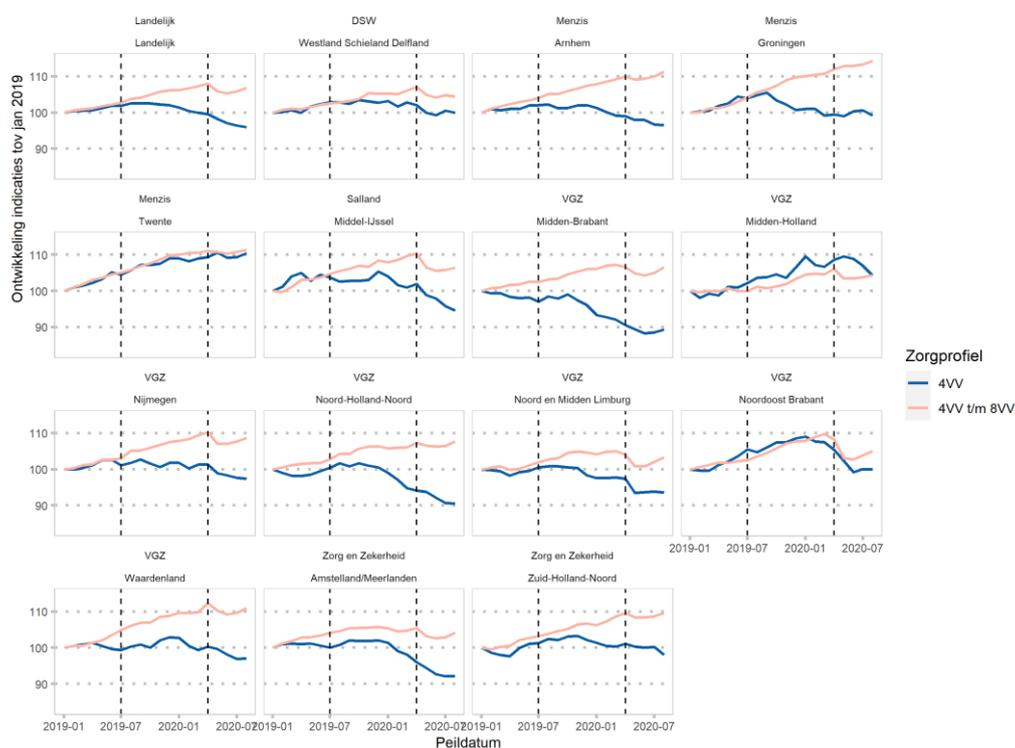 Landelijk DSW Menzis Menzis
Landelijk Westland Schieland Delfland Arnhem Groningen
110
100
90
Menzis Salland VGZ VGZ
Twente Middel-IJssel Midden-Brabant Midden-Holland
110
100
90
VGZ VGZ VGZ VGZ
Nijmegen Noord-Holland-Noord Noord en Midden Limburg Noordoost Brabant
110
100
90
2019-01 2019-07 2020-01 2020-07
VGZ Zorg en Zekerheid Zorg en Zekerheid
Waardenland Amstelland/Meerlanden Zuid-Holland-Noord
110
100
90
2019-01 2019-07 2020-01 2020-07 2019-01 2019-07 2020-01 2020-07 2019-01 2019-07 2020-01 2020-07
Peildatum
Ontwikkeling indicaties tov jan 2019
Zorgprofiel
4VV
4VV t/m 8VV